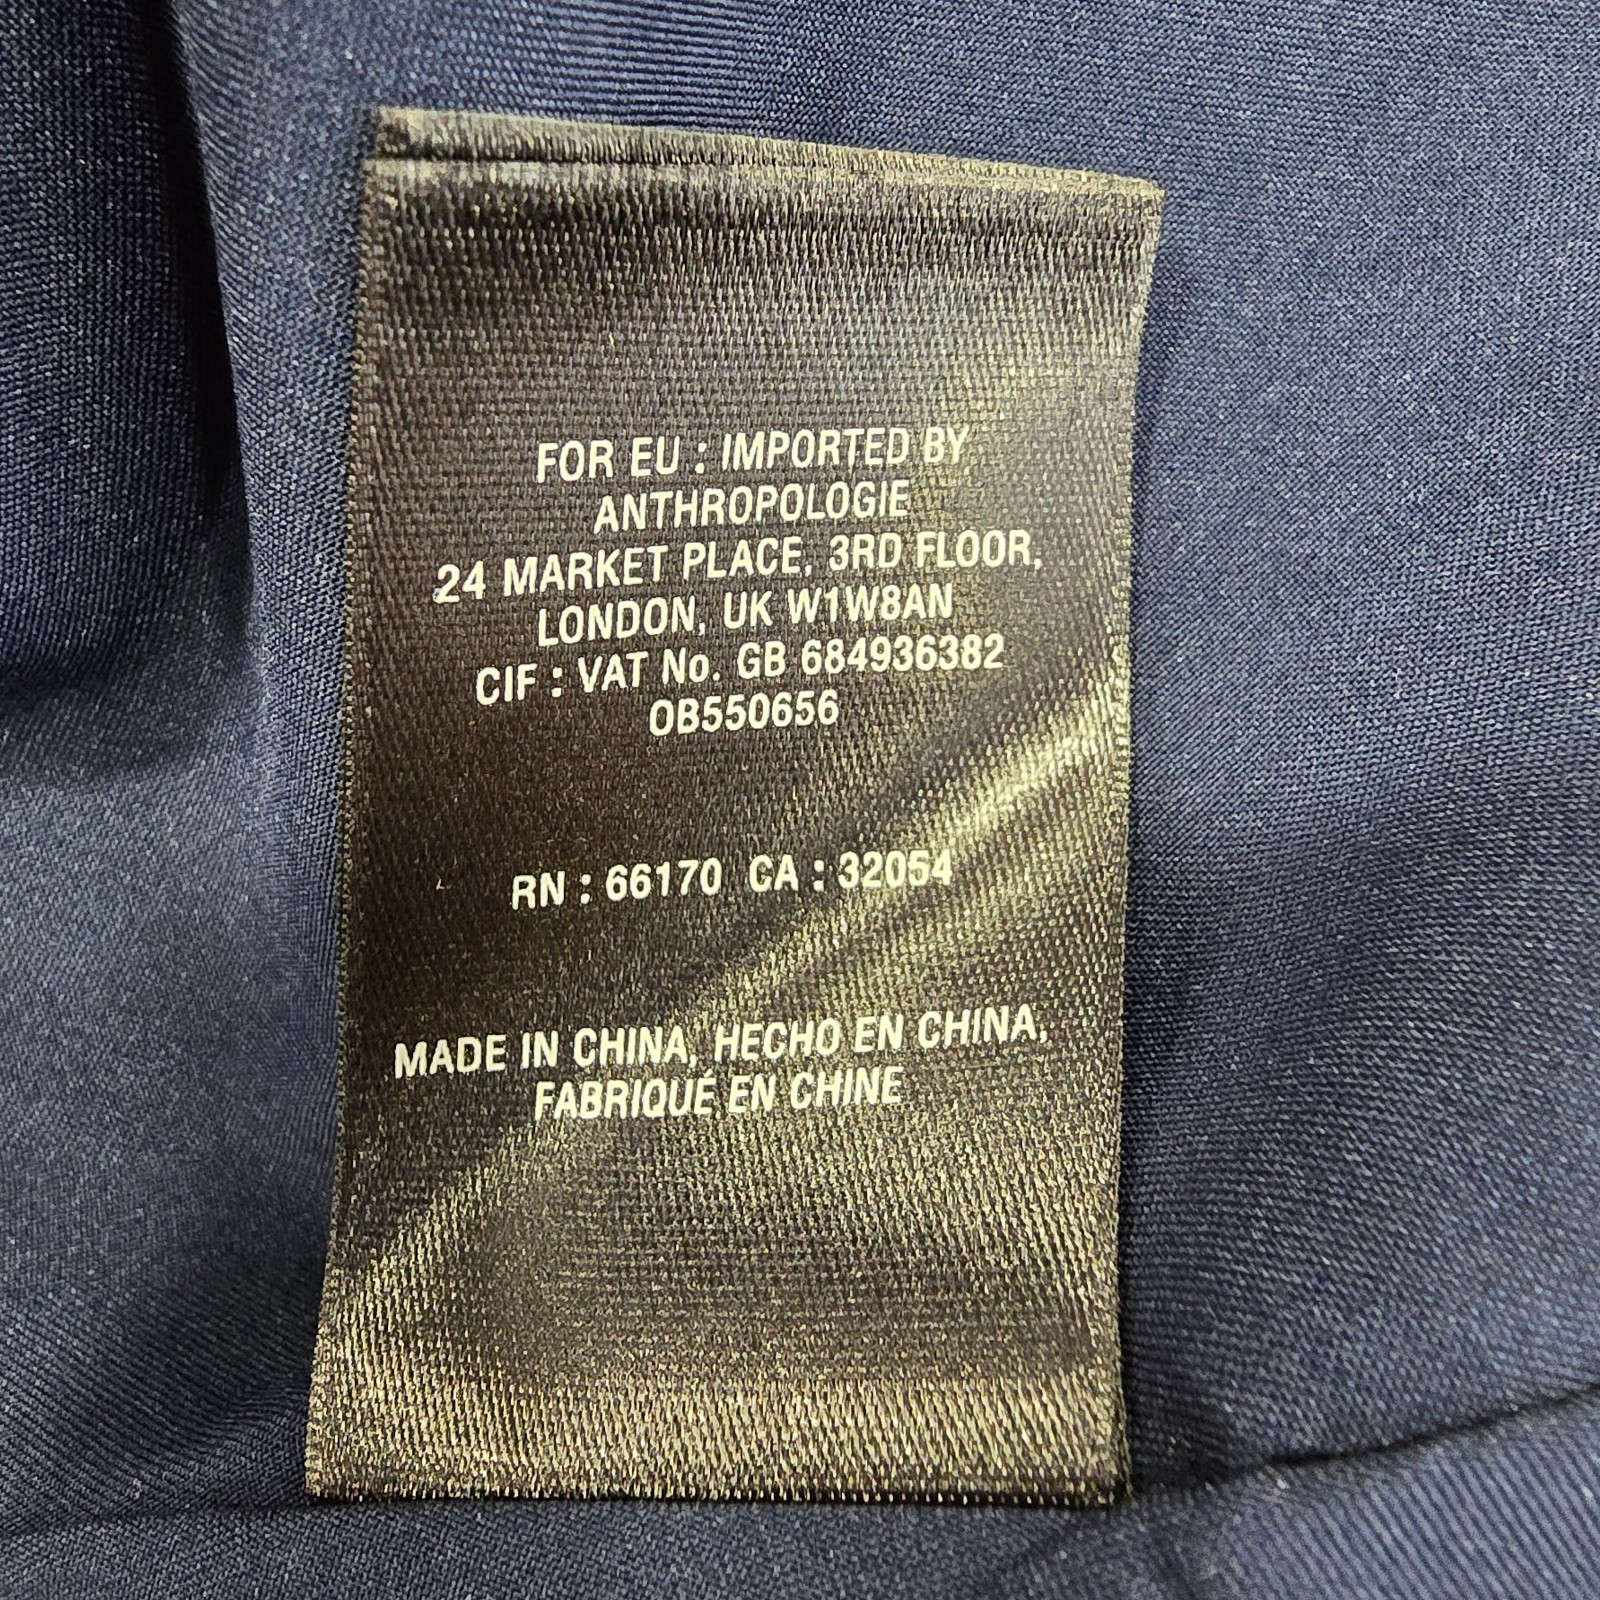 FOR EU : IMPORTED BY
ANTHROPOLOGIE
24 MARKET PLACE, 3RD FLOOR,
LONDON, UK W1W8AN
CIF : VAT No. GB 684936382
OB550656
RN : 66170 CA : 32054
MADE IN CHINA, HECHO EN CHINA,
FABRIQUÉ EN CHINE